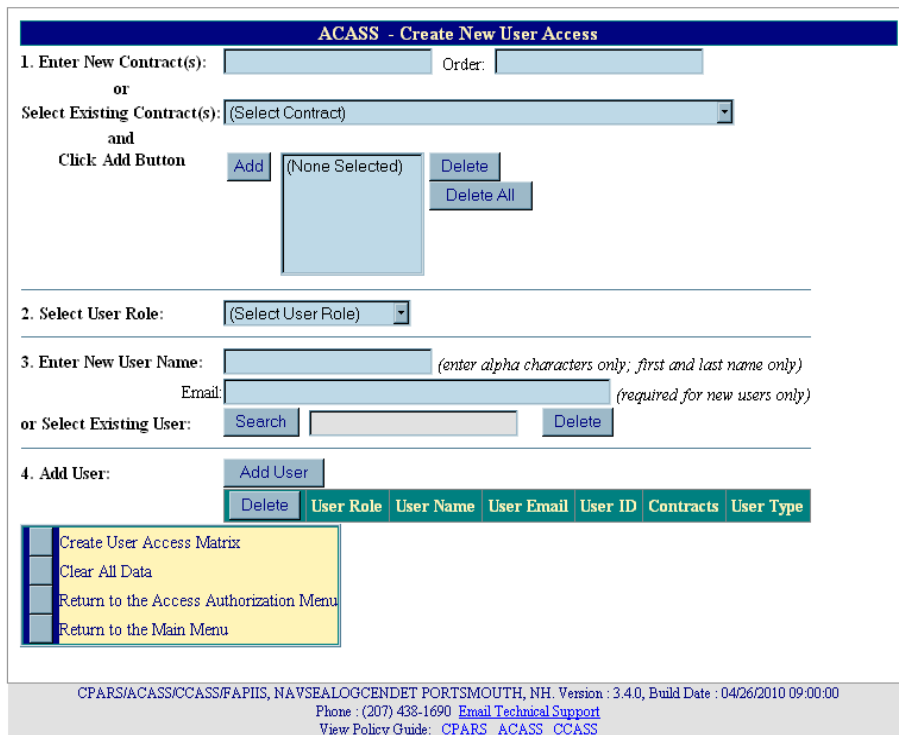 ACASS - Create New User Access
1. Enter New Contract(s): Order:
or
Select Existing Contract(s): (Select Contract)
and
Click Add Button Add (None Selected) Delete
Delete All
2. Select User Role: (Select User Role)
3. Enter New User Name: (enter alpha characters only; first and last name only)
Email: (required for new users only)
or Select Existing User: Search Delete
4. Add User: Add User
Delete User Role User Name User Email User ID Contracts User Type
Create User Access Matrix
Clear All Data
Return to the Access Authorization Menu
Return to the Main Menu
CPARS/ACASS/CCASS/FAPIIS, NAVSEALOGCENDET PORTSMOUTH, NH. Version : 3.4.0, Build Date : 04/26/2010 09:00:00
Phone : (207) 438-1690 Email Technical Support
View Policy Guide: CPARS ACASS CCASS